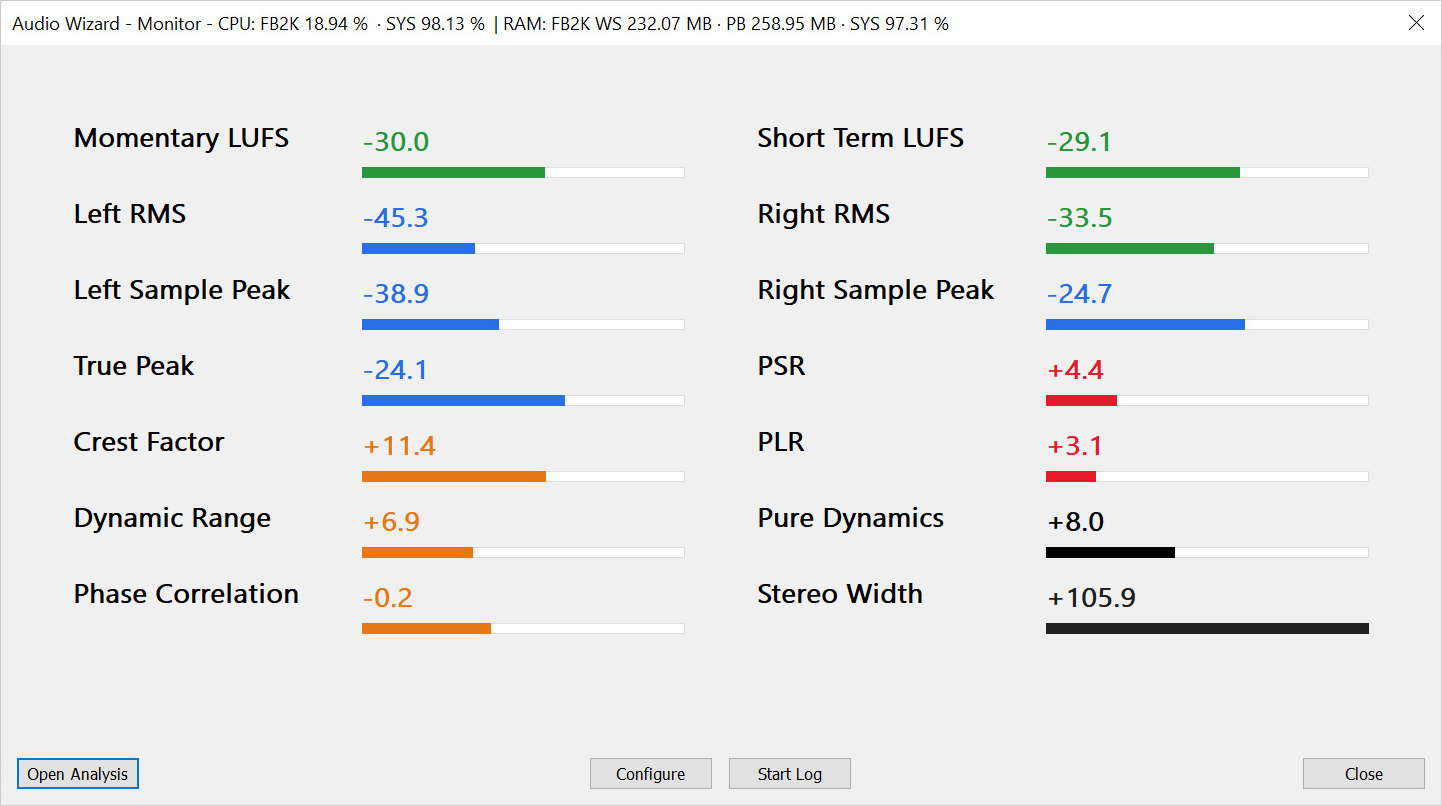 Audio Wizard - Monitor - CPU: FB2K 18.94 % · SYS 98.13 % | RAM: FB2K WS 232.07 MB · PB 258.95 MB · SYS 97.31 %
Momentary LUFS -30.0 Short Term LUFS -29.1
Left RMS -45.3 Right RMS -33.5
Left Sample Peak -38.9 Right Sample Peak -24.7
True Peak -24.1 PSR +4.4
Crest Factor +11.4 PLR +3.1
Dynamic Range +6.9 Pure Dynamics +8.0
Phase Correlation -0.2 Stereo Width +105.9
Open Analysis Configure Start Log Close